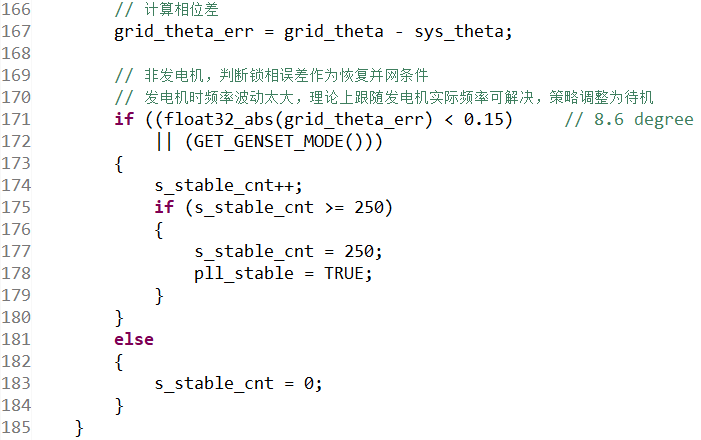 166         // 计算相位差
167         grid_theta_err = grid_theta - sys_theta;
168
169         // 非发电机，判断锁相误差作为恢复并网条件
170         // 发电机时频率波动太大，理论上跟随发电机实际频率可解决，策略调整为待机
171         if ((float32_abs(grid_theta_err) < 0.15)     // 8.6 degree
172             || (GET_GENSET_MODE()))
173         {
174             s_stable_cnt++;
175             if (s_stable_cnt >= 250)
176             {
177                 s_stable_cnt = 250;
178                 pll_stable = TRUE;
179             }
180         }
181         else
182         {
183             s_stable_cnt = 0;
184         }
185     }